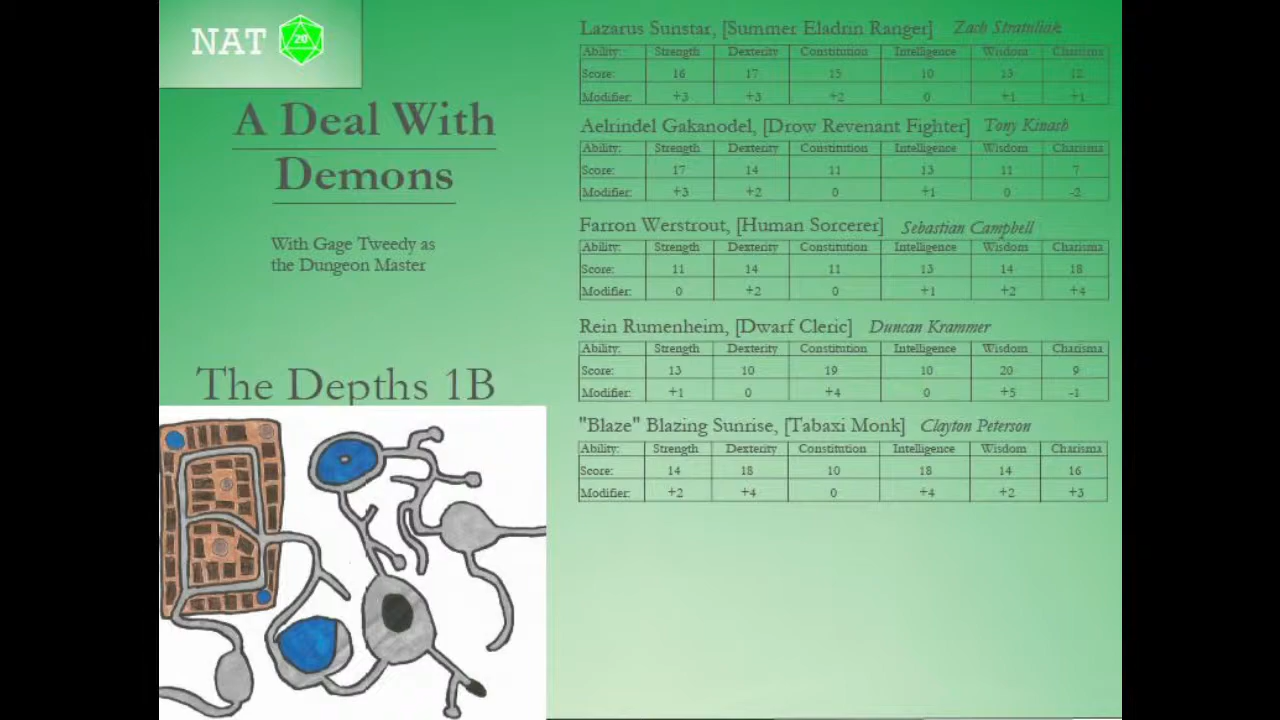 NAT 20
A Deal With
Demons
With Gage Tweedy as
the Dungeon Master
The Depths 1B
Lazarus Sunstar, [Summer Eladrin Ranger] Zach Stratuliak
Ability: Strength Dexterity Constitution Intelligence Wisdom Charisma
Score: 16 17 15 10 13 12
Modifier: +3 +3 +2 0 +1 +1
Aelrindel Gakanodel, [Drow Revenant Fighter] Tony Kinash
Ability: Strength Dexterity Constitution Intelligence Wisdom Charisma
Score: 17 14 11 13 11 7
Modifier: +3 +2 0 +1 0 -2
Farron Werstrout, [Human Sorcerer] Sebastian Campbell
Ability: Strength Dexterity Constitution Intelligence Wisdom Charisma
Score: 11 14 11 13 14 18
Modifier: 0 +2 0 +1 +2 +4
Rein Rumenheim, [Dwarf Cleric] Duncan Krammer
Ability: Strength Dexterity Constitution Intelligence Wisdom Charisma
Score: 13 10 19 10 20 9
Modifier: +1 0 +4 0 +5 -1
"Blaze" Blazing Sunrise, [Tabaxi Monk] Clayton Peterson
Ability: Strength Dexterity Constitution Intelligence Wisdom Charisma
Score: 14 18 10 18 14 16
Modifier: +2 +4 0 +4 +2 +3